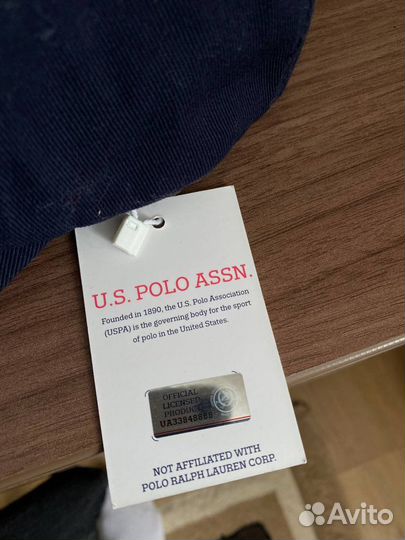 U.S. POLO ASSN.
Founded in 1890, the U.S. Polo Association
(USPA) is the governing body for the sport
of polo in the United States.
OFFICIAL
LICENSED
PRODUCT
NOT AFFILIATED WITH
POLO RALPH LAUREN CORP.
Avito